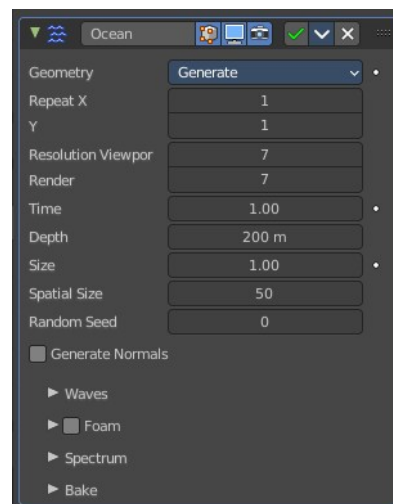 Ocean
Geometry Generate
Repeat X 1
Y 1
Resolution Viewpor 7
Render 7
Time 1.00
Depth 200 m
Size 1.00
Spatial Size 50
Random Seed 0
Generate Normals
Waves
Foam
Spectrum
Bake